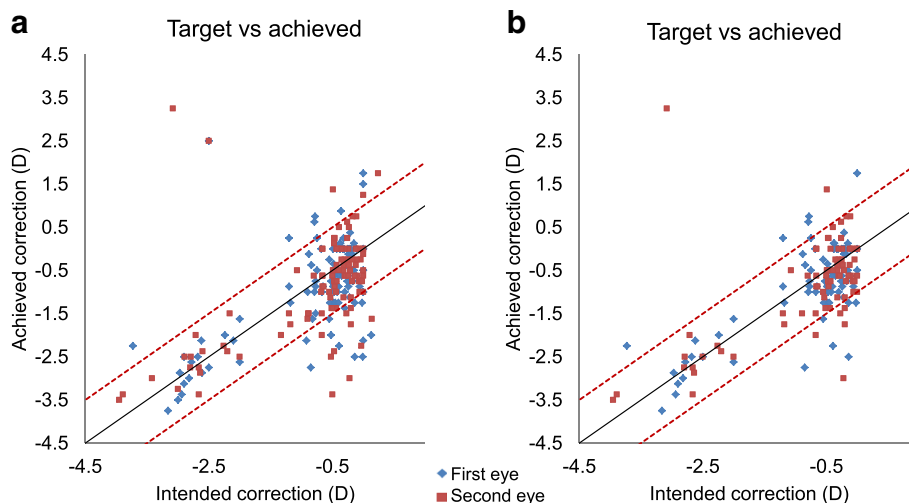 a
Target vs achieved
4.5
3.5
2.5
1.5
0.5
-0.5
-1.5
-2.5
-3.5
-4.5
Achieved correction (D)
-4.5 -2.5 -0.5
Intended correction (D)
b
Target vs achieved
4.5
3.5
2.5
1.5
0.5
-0.5
-1.5
-2.5
-3.5
-4.5
Achieved correction (D)
-4.5 -2.5 -0.5
Intended correction (D)
First eye
Second eye